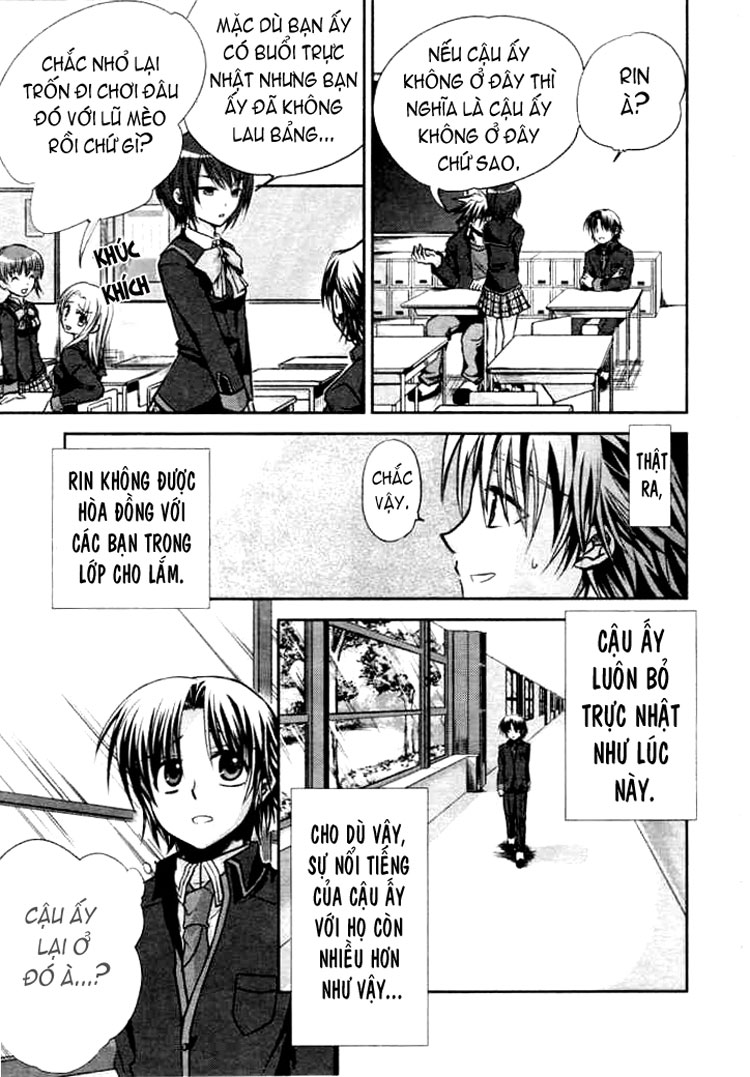 RIN
À?
NẾU CẬU ẤY
KHÔNG Ở ĐÂY THÌ
NGHĨA LÀ CẬU ẤY
KHÔNG Ở ĐÂY
CHỨ SAO.
MẶC DÙ BẠN ẤY
CÓ BUỔI TRỰC
NHẬT NHƯNG BẠN
ẤY ĐÃ KHÔNG
LAU BẢNG...
CHẮC NHỎ LẠI
TRỐN ĐI CHƠI ĐÂU
ĐÓ VỚI LŨ MÈO
RỒI CHỨ GÌ?
KHÚC
KHÍCH
THẬT
RA,
CHẮC
VẬY.
RIN KHÔNG ĐƯỢC
HÒA ĐỒNG VỚI
CÁC BẠN TRONG
LỚP CHO LẮM.
CẬU ẤY
LUÔN BỎ
TRỰC NHẬT
NHƯ LÚC
NÀY.
CHO DÙ VẬY,
SỰ NỔI TIẾNG
CỦA CẬU ẤY
VỚI HỌ CÒN
NHIỀU HƠN
NHƯ VẬY...
CẬU ẤY
LẠI Ở
ĐÓ À...?